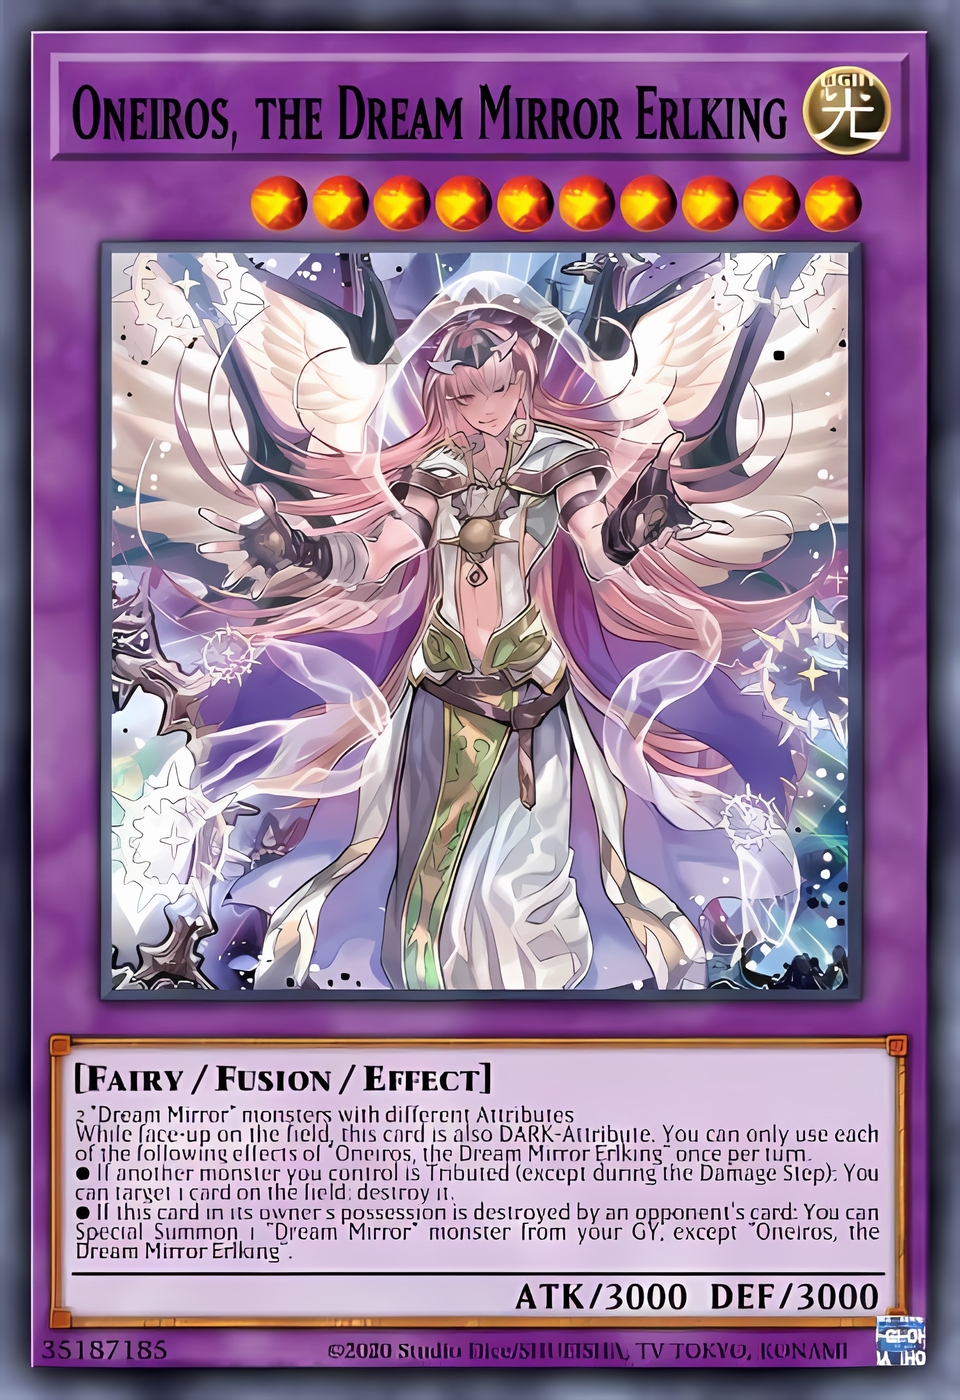 ONEIROS, THE DREAM MIRROR ERLKING
光
[FAIRY / FUSION / EFFECT]
2 "Dream Mirror" monsters with different Attributes
While face-up on the field, this card is also DARK-Attribute. You can only use each
of the following effects of "Oneiros, the Dream Mirror Erlking" once per turn.
● If another monster you control is Tributed (except during the Damage Step): You
can target 1 card on the field; destroy it.
● If this card in its owner's possession is destroyed by an opponent's card: You can
Special Summon 1 "Dream Mirror" monster from your GY, except "Oneiros, the
Dream Mirror Erlking".
ATK/3000 DEF/3000
35187185
©2020 Studio Dice/SHUEISHA, TV TOKYO, KONAMI